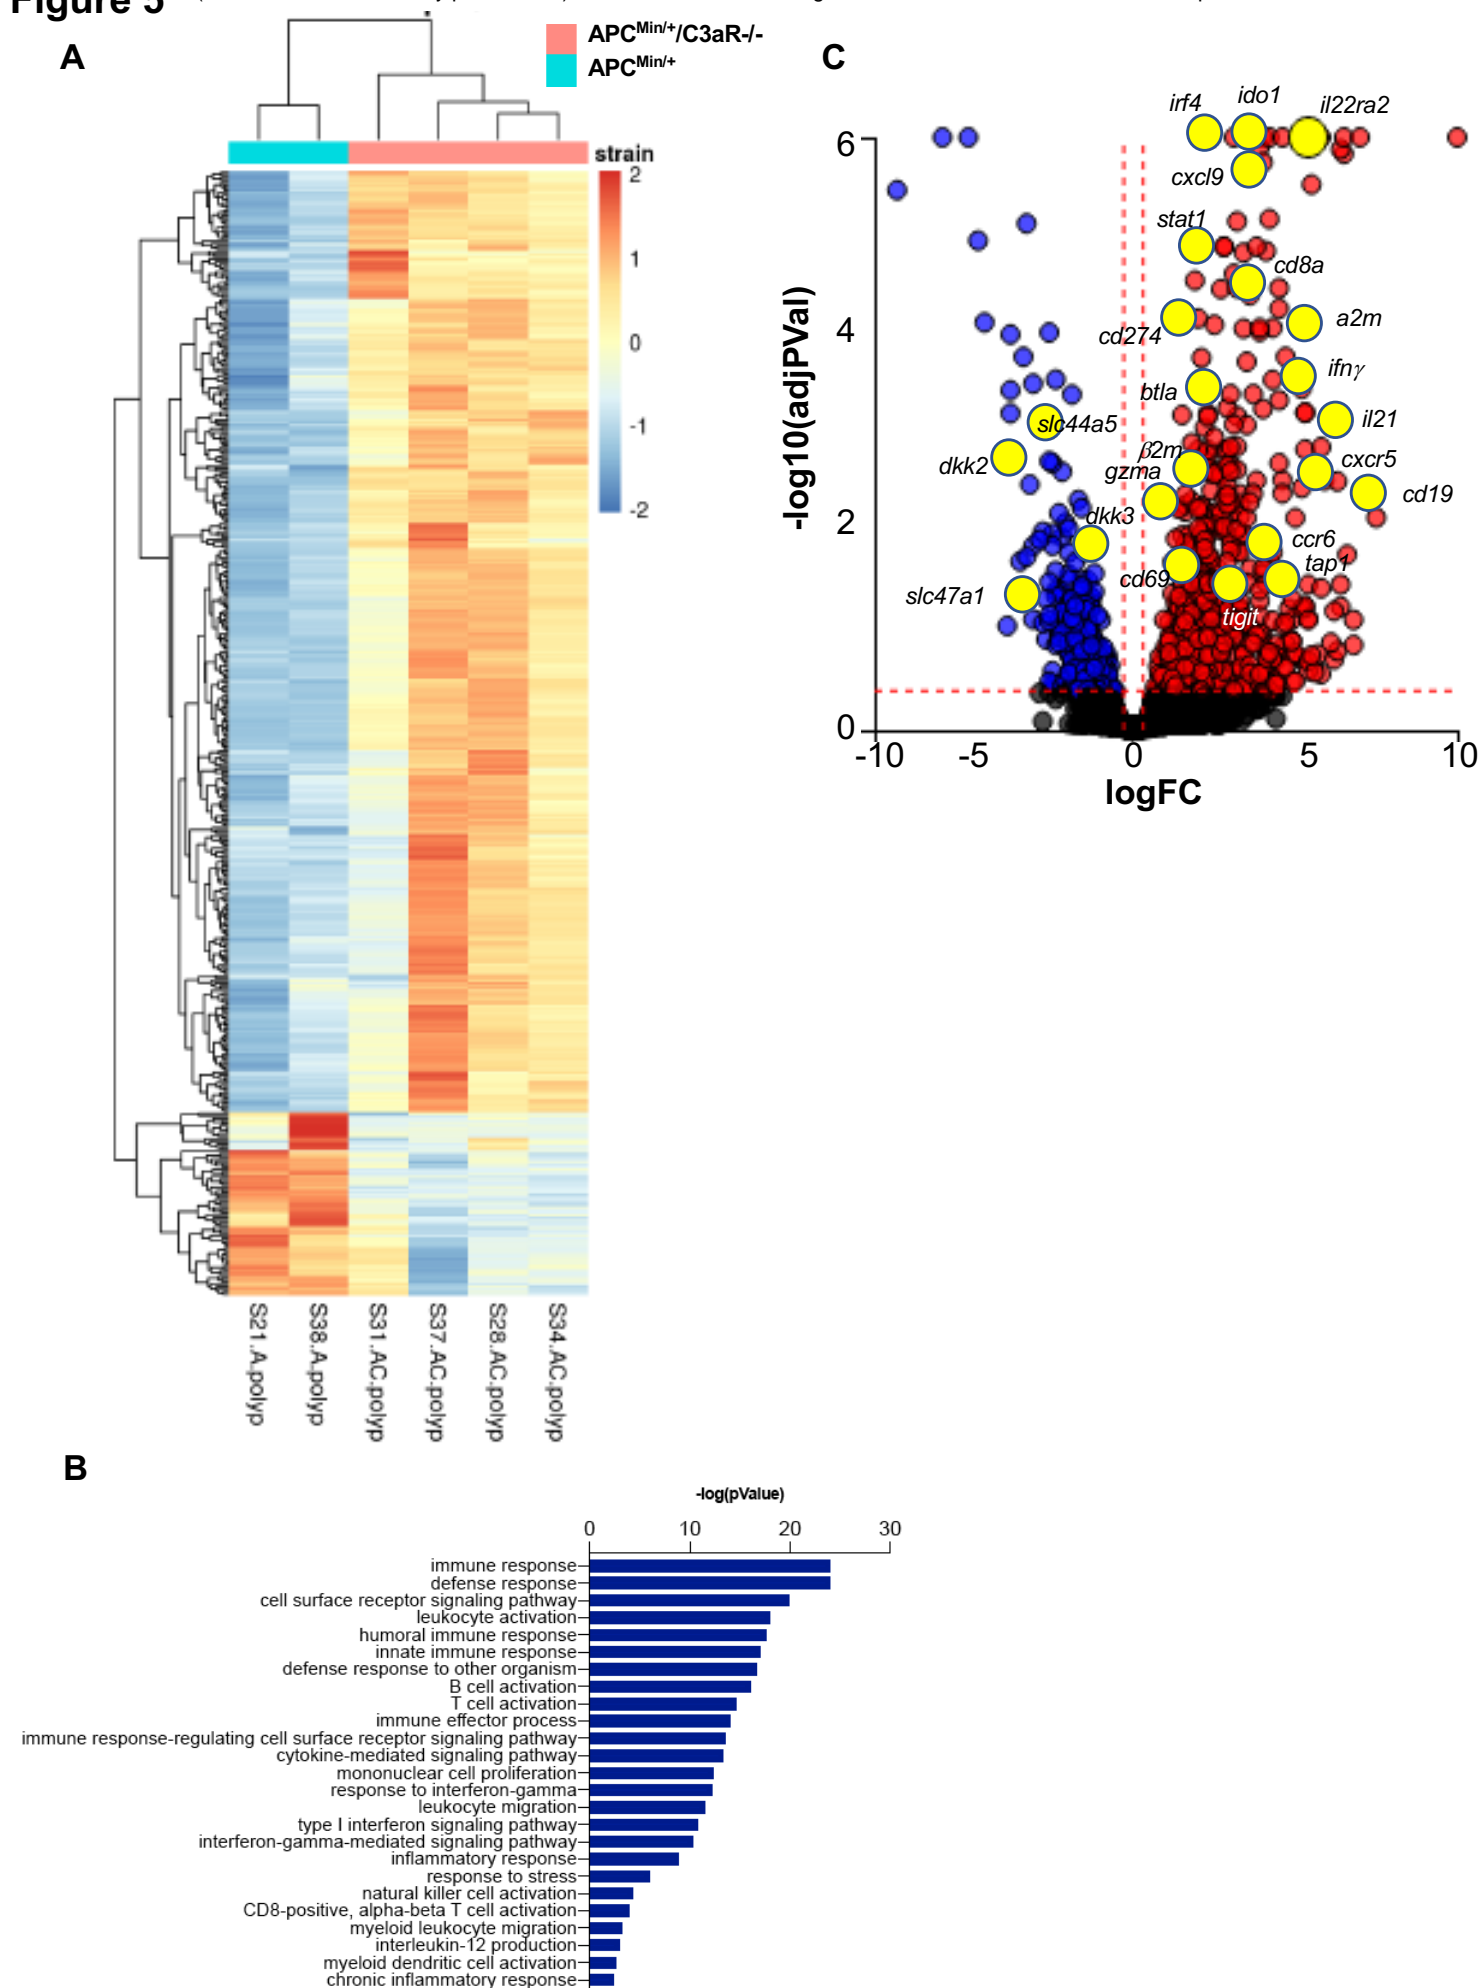 Figure 5
A
APCMin/+/C3aR-/-
APCMin/+
strain
2
1
0
-1
-2
S21.A.polyp
S38.A.polyp
S31.AC.polyp
S37.AC.polyp
S28.AC.polyp
S34.AC.polyp
C
-log10(adjPVal)
6
4
2
0
-10
-5
0
5
10
logFC
irf4
ido1
il22ra2
cxcl9
stat1
cd8a
cd274
a2m
ifnγ
btla
il21
slc44a5
β2m
cxcr5
dkk2
gzma
cd19
dkk3
ccr6
cd69
tap1
slc47a1
tigit
B
-log(pValue)
0 10 20 30
immune response
defense response
cell surface receptor signaling pathway
leukocyte activation
humoral immune response
innate immune response
defense response to other organism
B cell activation
T cell activation
immune effector process
immune response-regulating cell surface receptor signaling pathway
cytokine-mediated signaling pathway
mononuclear cell proliferation
response to interferon-gamma
leukocyte migration
type I interferon signaling pathway
interferon-gamma-mediated signaling pathway
inflammatory response
response to stress
natural killer cell activation
CD8-positive, alpha-beta T cell activation
myeloid leukocyte migration
interleukin-12 production
myeloid dendritic cell activation
chronic inflammatory response